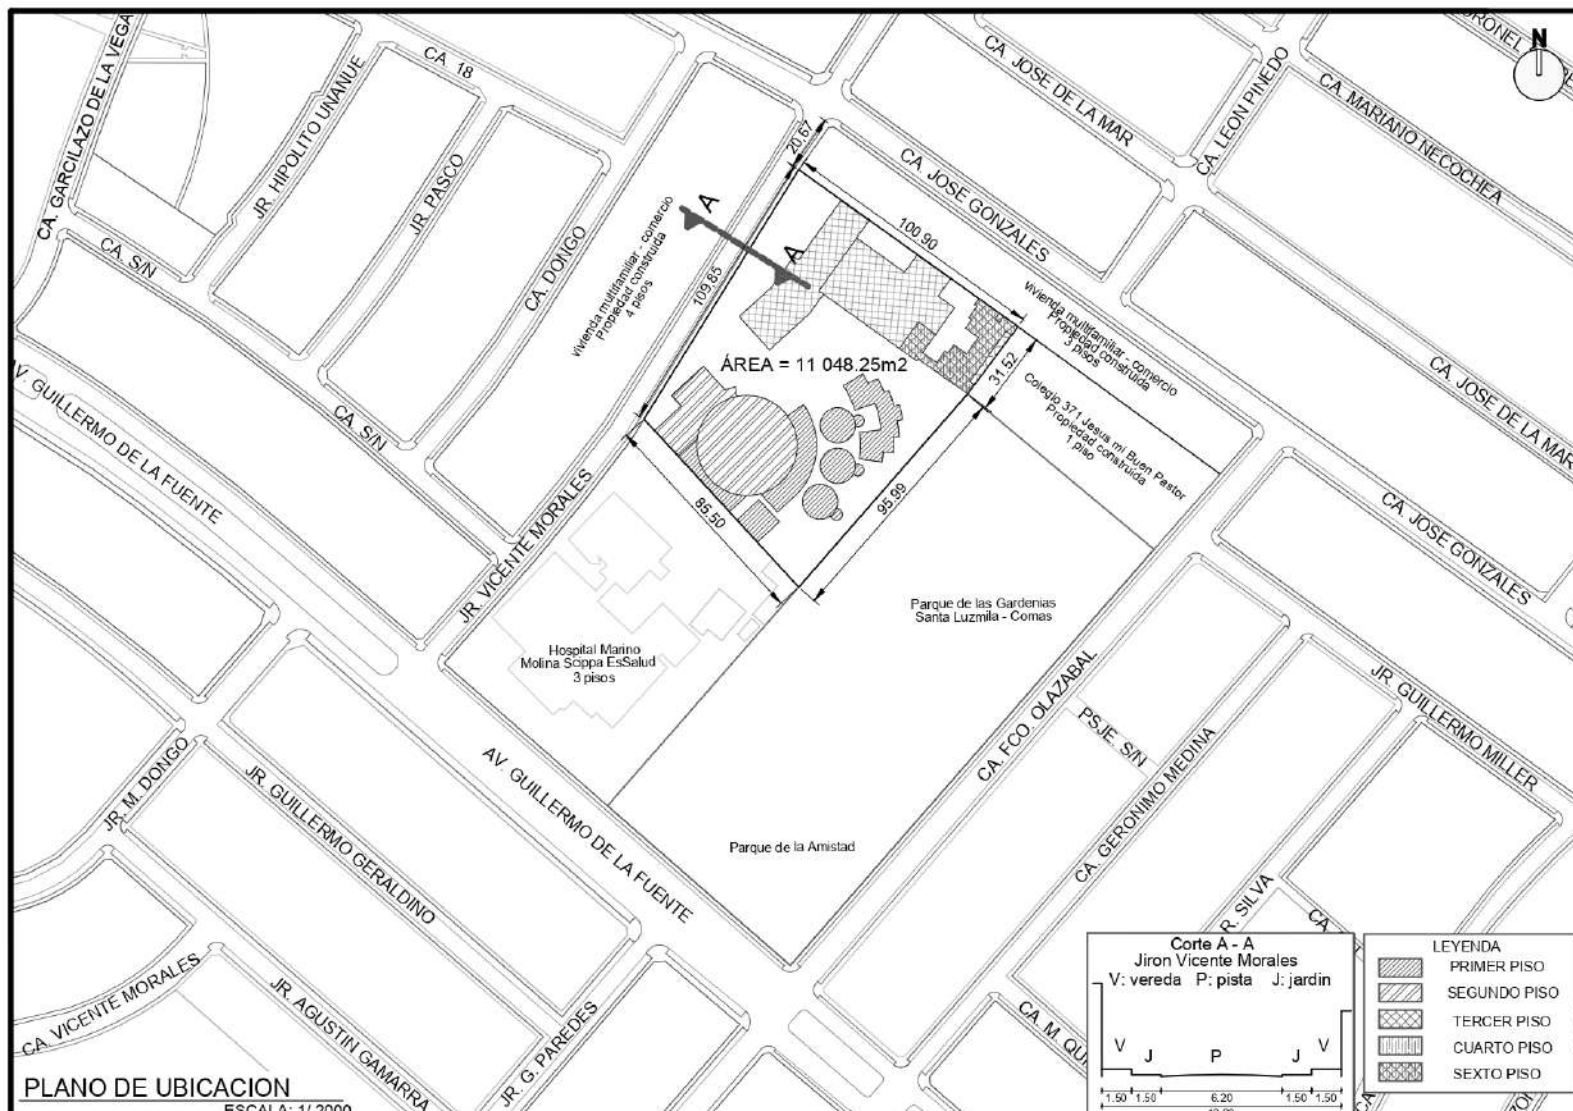 CA. GARCILAZO DE LA VEGA
JR. HIPOLITO UNANUE
CA. 18
JR. PASCO
CA. DONGO
CA. S/N
CA. S/N
AV. GUILLERMO DE LA FUENTE
JR. VICENTE MORALES
CA. JOSE DE LA MAR
CA. LEON PINEDO
CA. MARIANO NECOCHEA
N
CA. JOSE GONZALES
CA. JOSE DE LA MAR
CA. JOSE GONZALES
20.67
100.90
109.85
31.52
95.99
85.50
A
A
vivienda multifamiliar - comercio
Propiedad construida
4 pisos
vivienda multifamiliar - comercio
Propiedad construida
3 pisos
Colegio 371 Jesus mi Buen Pastor
Propiedad construida
1 piso
ÁREA = 11 048.25m2
Hospital Marino
Molina Scippa EsSalud
3 pisos
Parque de las Gardenias
Santa Luzmila - Comas
Parque de la Amistad
AV. GUILLERMO DE LA FUENTE
CA. FCO. OLAZABAL
PSJE. S/N
CA. GERONIMO MEDINA
JR. GUILLERMO MILLER
R. SILVA
CA.
CA. M. QU
JR. M. DONGO
JR. GUILLERMO GERALDINO
CA. VICENTE MORALES
JR. AGUSTIN GAMARRA
JR. G. PAREDES
Corte A - A
Jiron Vicente Morales
V: vereda P: pista J: jardin
V J P J V
1.50 1.50 6.20 1.50 1.50
LEYENDA
PRIMER PISO
SEGUNDO PISO
TERCER PISO
CUARTO PISO
SEXTO PISO
PLANO DE UBICACION
ESCALA: 1/ 2000